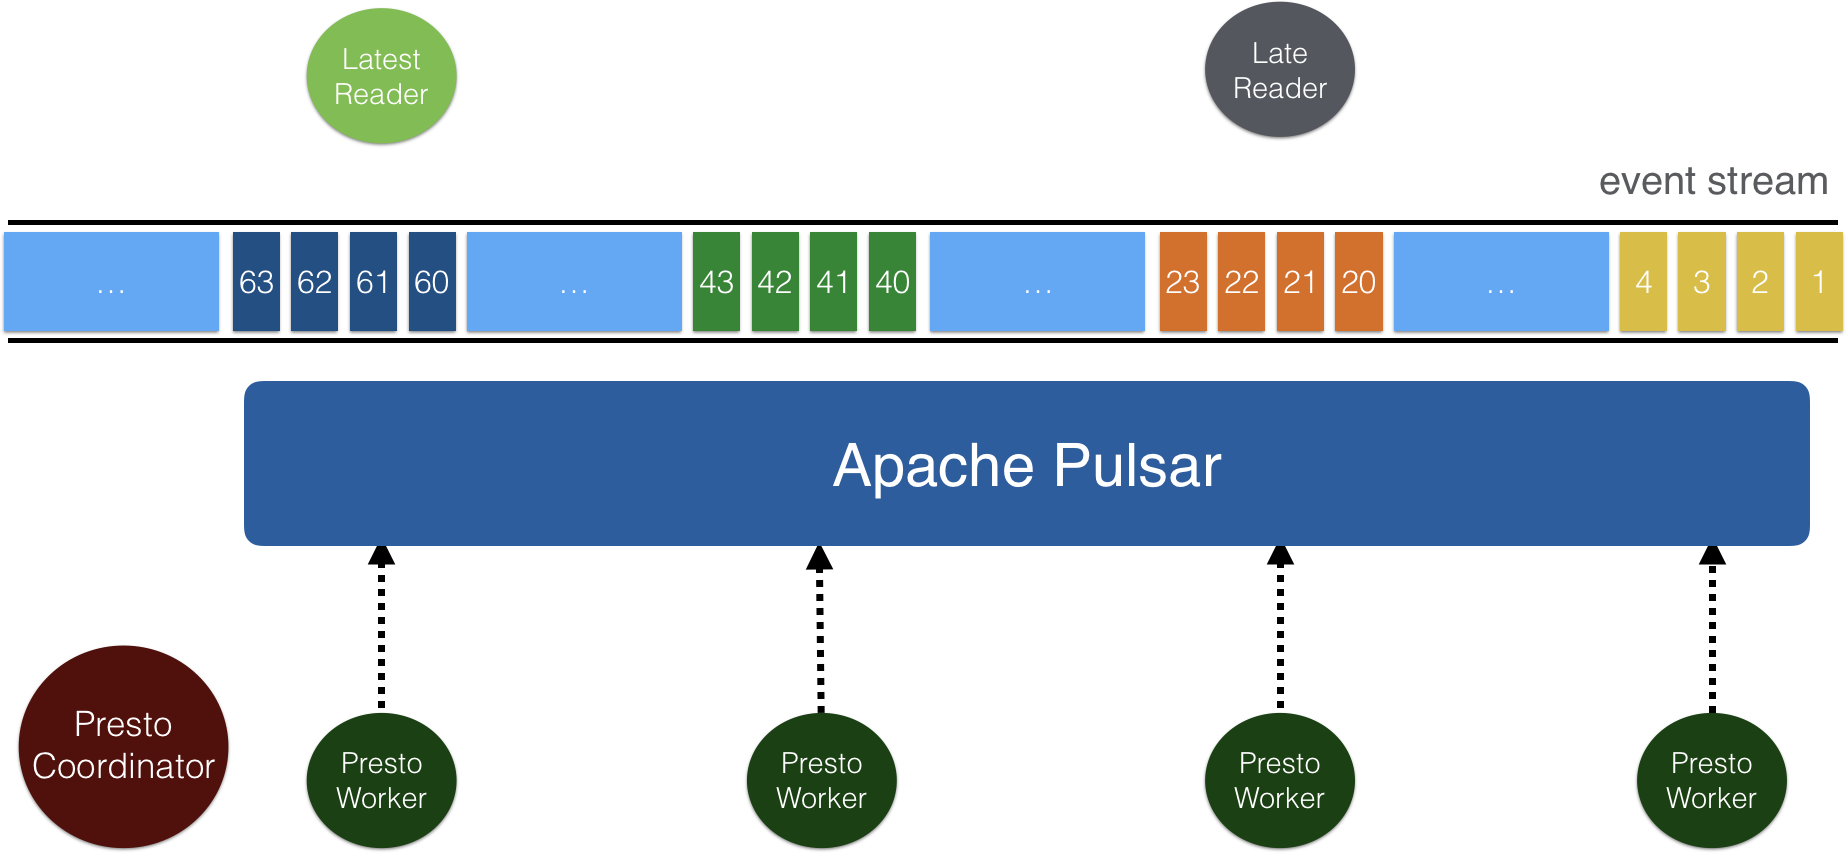 Latest
Reader
Late
Reader
event stream
... 63 62 61 60 ... 43 42 41 40 ... 23 22 21 20 ... 4 3 2 1
Apache Pulsar
Presto
Coordinator
Presto
Worker
Presto
Worker
Presto
Worker
Presto
Worker